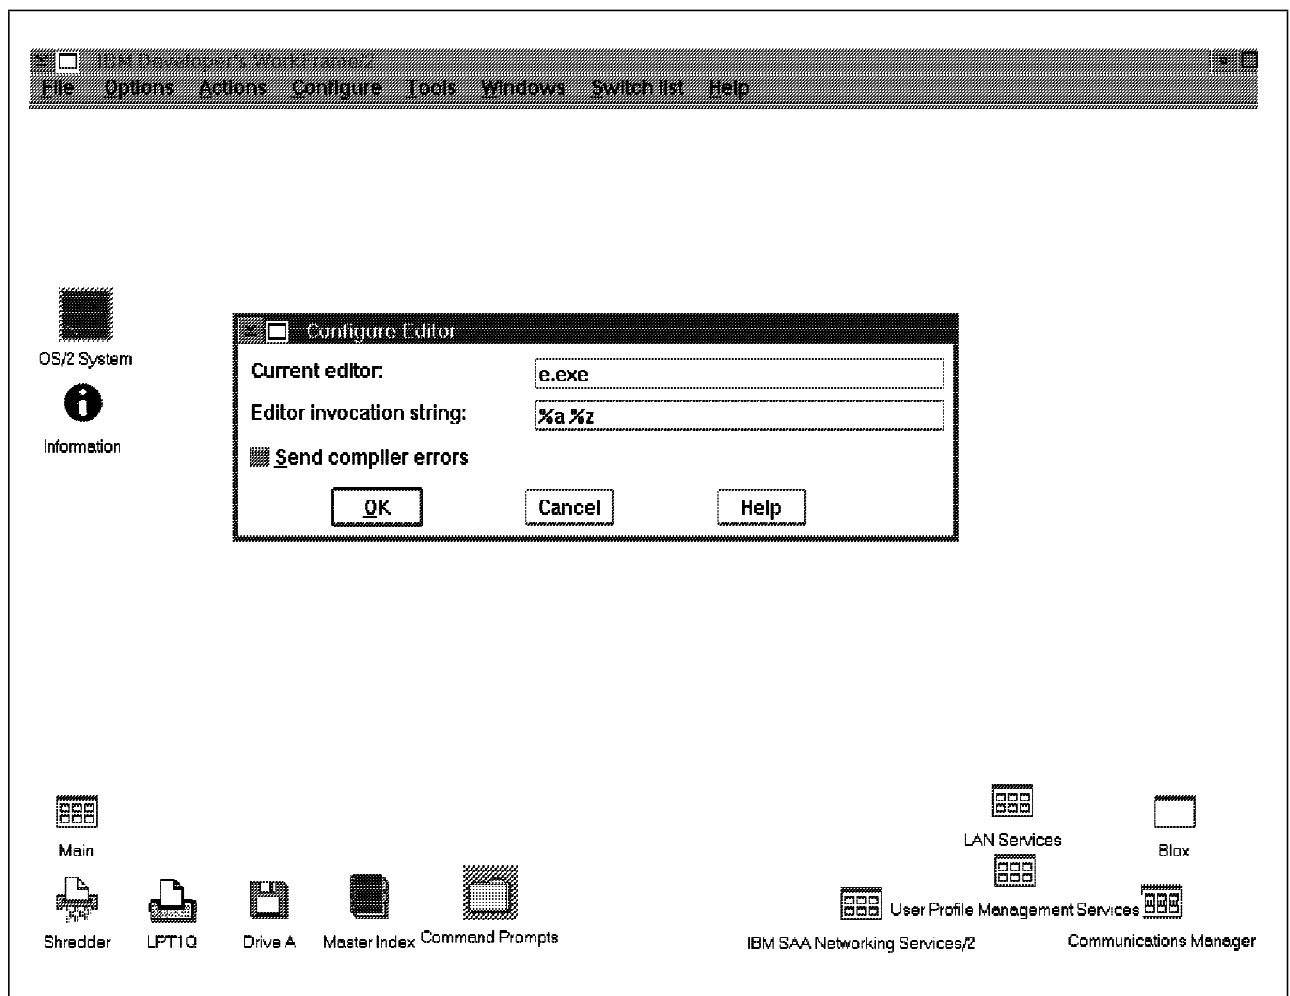 IBM Developer's WorkFrame/2
File Options Actions Configure Tools Windows Switch list Help
OS/2 System
Information
Configure Editor
Current editor: e.exe
Editor invocation string: %a %z
Send compiler errors
OK Cancel Help
Main
LAN Services
Blox
Shredder
LPT1Q
Drive A
Master Index
Command Prompts
User Profile Management Services
IBM SAA Networking Services/2
Communications Manager